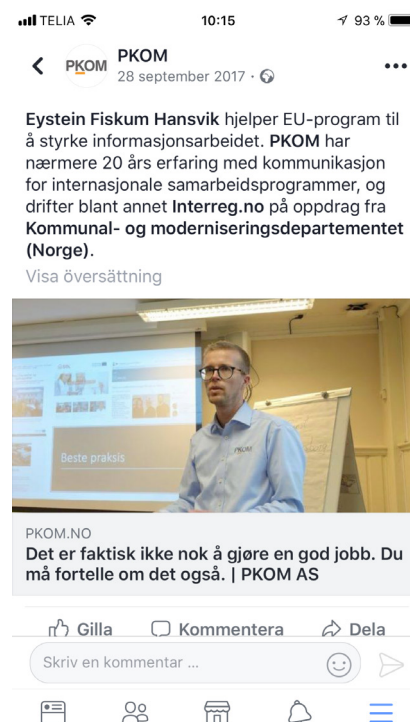 TELIA 10:15 93 %
PKOM
PKOM
28 september 2017 ·
Eystein Fiskum Hansvik hjelper EU-program til
å styrke informasjonsarbeidet. PKOM har
nærmere 20 års erfaring med kommunikasjon
for internasjonale samarbeidsprogrammer, og
drifter blant annet Interreg.no på oppdrag fra
Kommunal- og moderniseringsdepartementet
(Norge).
Visa översättning
Beste praksis
PKOM
PKOM.NO
Det er faktisk ikke nok å gjøre en god jobb. Du
må fortelle om det også. | PKOM AS
Gilla Kommentera Dela
Skriv en kommentar ...